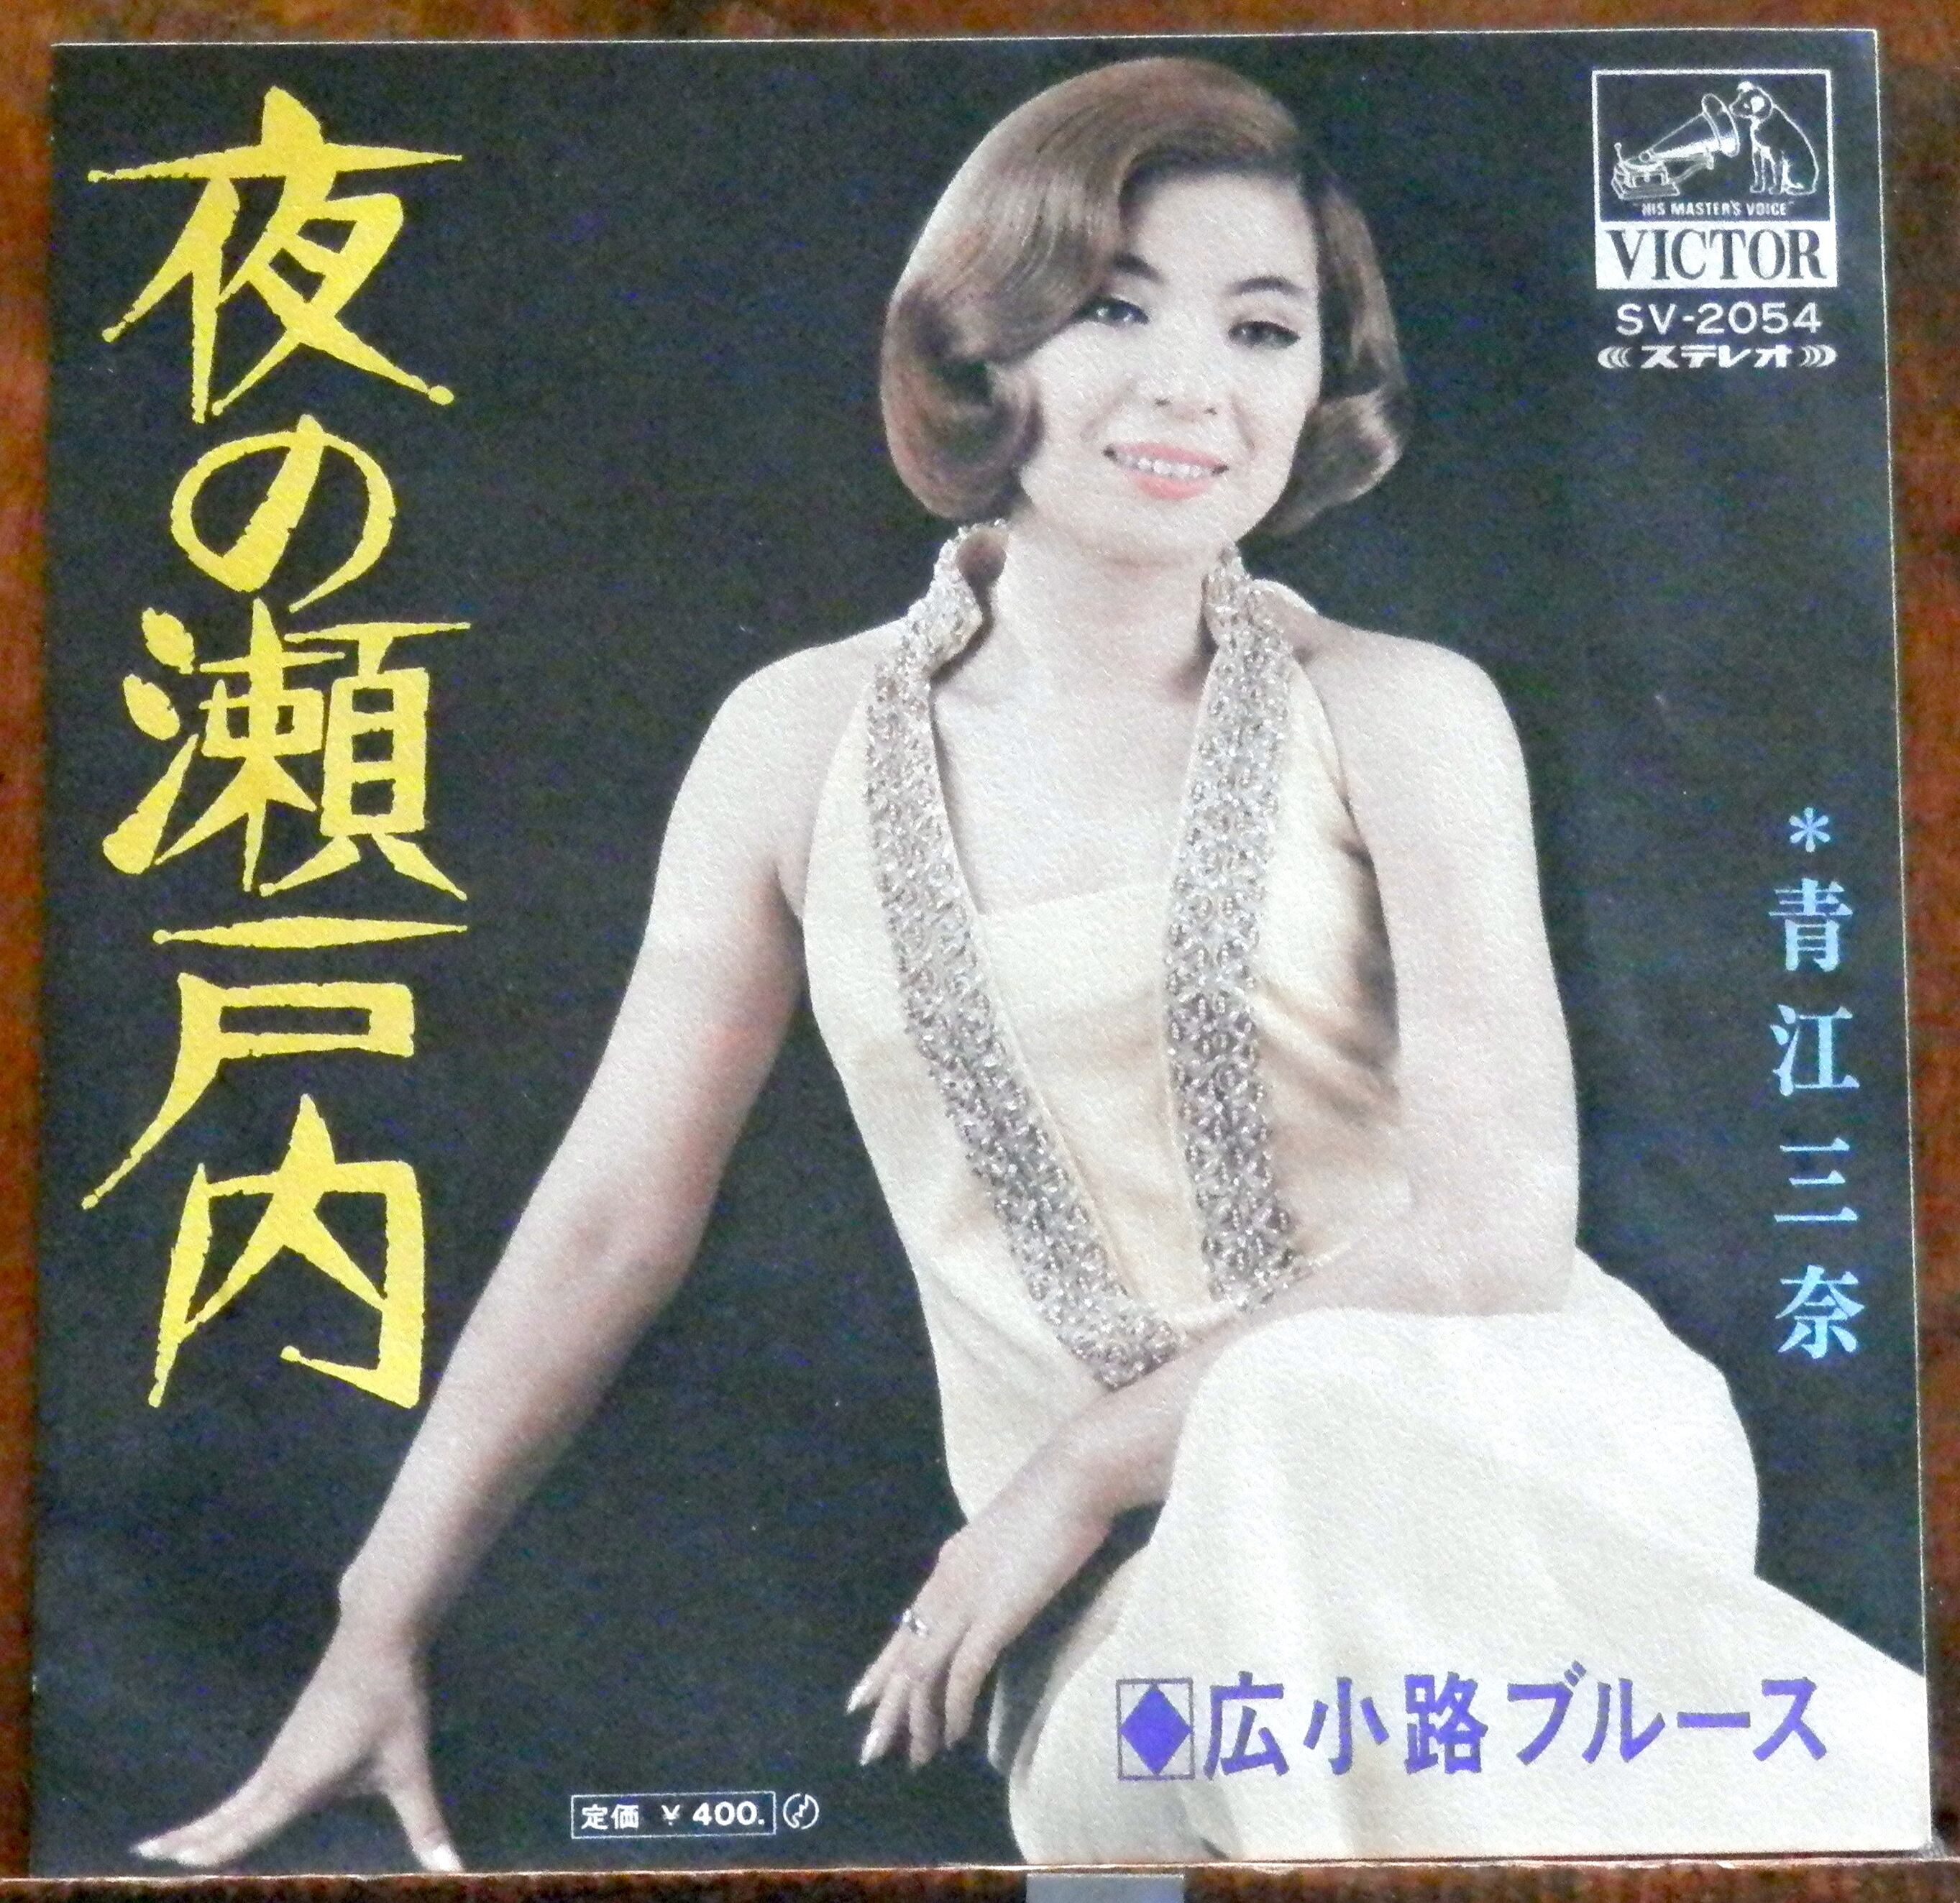 夜の瀬戸内
"HIS MASTER'S VOICE"
VICTOR
SV-2054
ステレオ
*青江三奈
広小路ブルース
定価 ¥400.